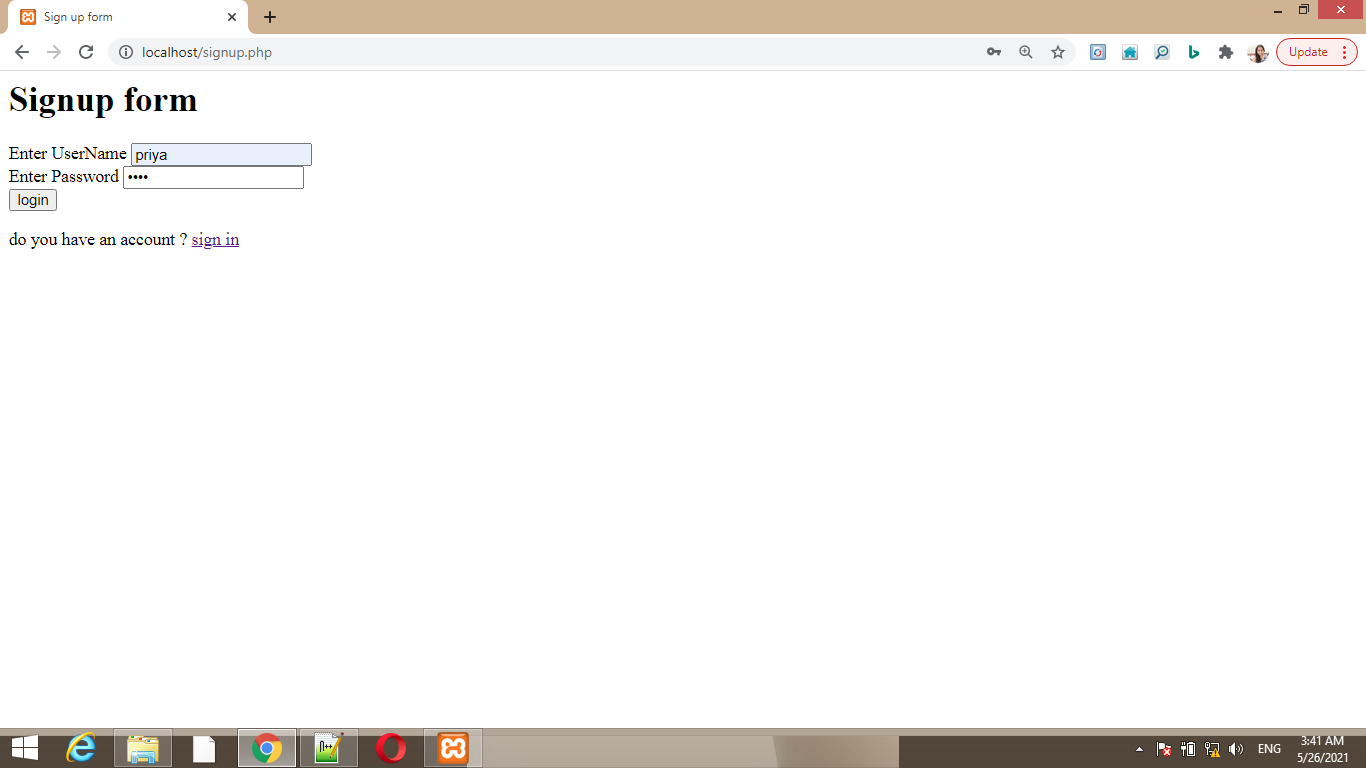 Sign up form
localhost/signup.php
Update
Signup form
Enter UserName priya
Enter Password ••••
login
do you have an account ? sign in
N++
ENG
3:41 AM
5/26/2021